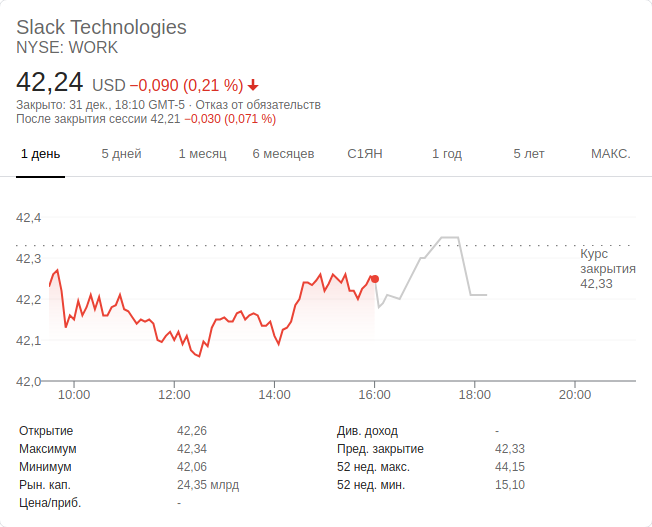 Slack Technologies
NYSE: WORK
42,24 USD −0,090 (0,21 %)
Закрыто: 31 дек., 18:10 GMT-5 · Отказ от обязательств
После закрытия сессии 42,21 −0,030 (0,071 %)
1 день 5 дней 1 месяц 6 месяцев С1ЯН 1 год 5 лет МАКС.
42,4
42,3
42,2
42,1
42,0
Курс
закрытия
42,33
10:00 12:00 14:00 16:00 18:00 20:00
Открытие 42,26 Див. доход -
Максимум 42,34 Пред. закрытие 42,33
Минимум 42,06 52 нед. макс. 44,15
Рын. кап. 24,35 млрд 52 нед. мин. 15,10
Цена/приб. -